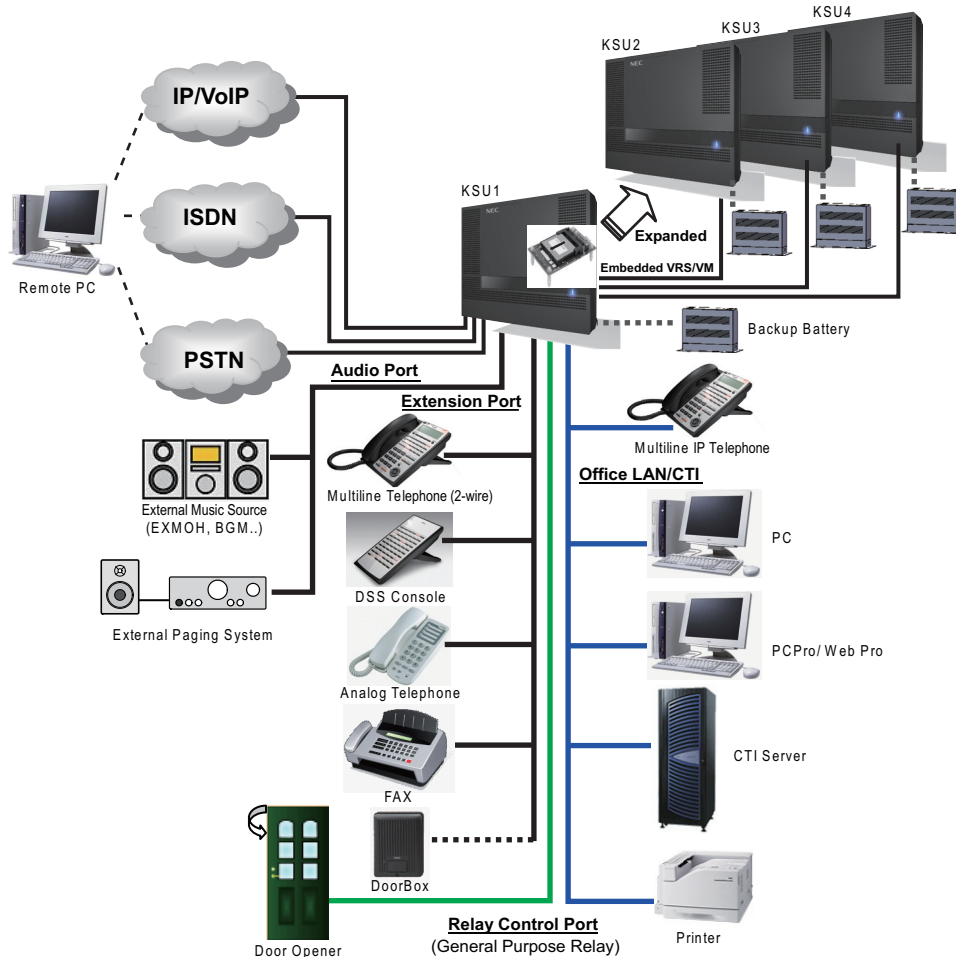 KSU4
KSU3
KSU2
NEC
IP/VoIP
KSU1
NEC
ISDN
Expanded
Embedded VRS/VM
Remote PC
Backup Battery
PSTN
Audio Port
Extension Port
Multiline IP Telephone
Office LAN/CTI
Multiline Telephone (2-wire)
External Music Source
(EXMOH, BGM..)
PC
DSS Console
External Paging System
PCPro/Web Pro
Analog Telephone
CTI Server
FAX
DoorBox
Relay Control Port
(General Purpose Relay)
Printer
Door Opener